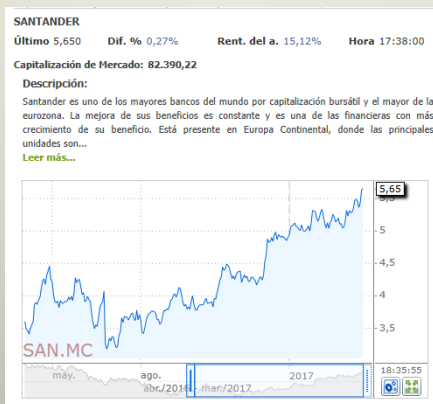 SANTANDER
Último 5,650 Dif. % 0,27% Rent. del a. 15,12% Hora 17:38:00
Capitalización de Mercado: 82.390,22
Descripción:
Santander es uno de los mayores bancos del mundo por capitalización bursátil y el mayor de la
eurozona. La mejora de sus beneficios es constante y es una de las financieras con más
crecimiento de su beneficio. Está presente en Europa Continental, donde las principales
unidades son...
Leer más...
5,65
5,5
5
4,5
4
3,5
SAN.MC
may. ago. 2017
abr./2016 - mar./2017
18:35:55